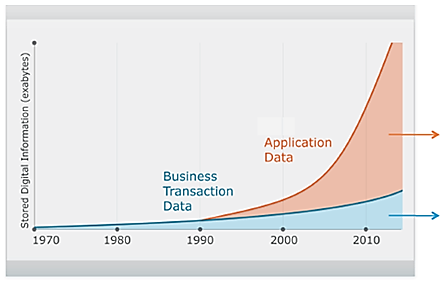 Stored Digital Information (exabytes)
Application
Data
Business
Transaction
Data
1970
1980
1990
2000
2010